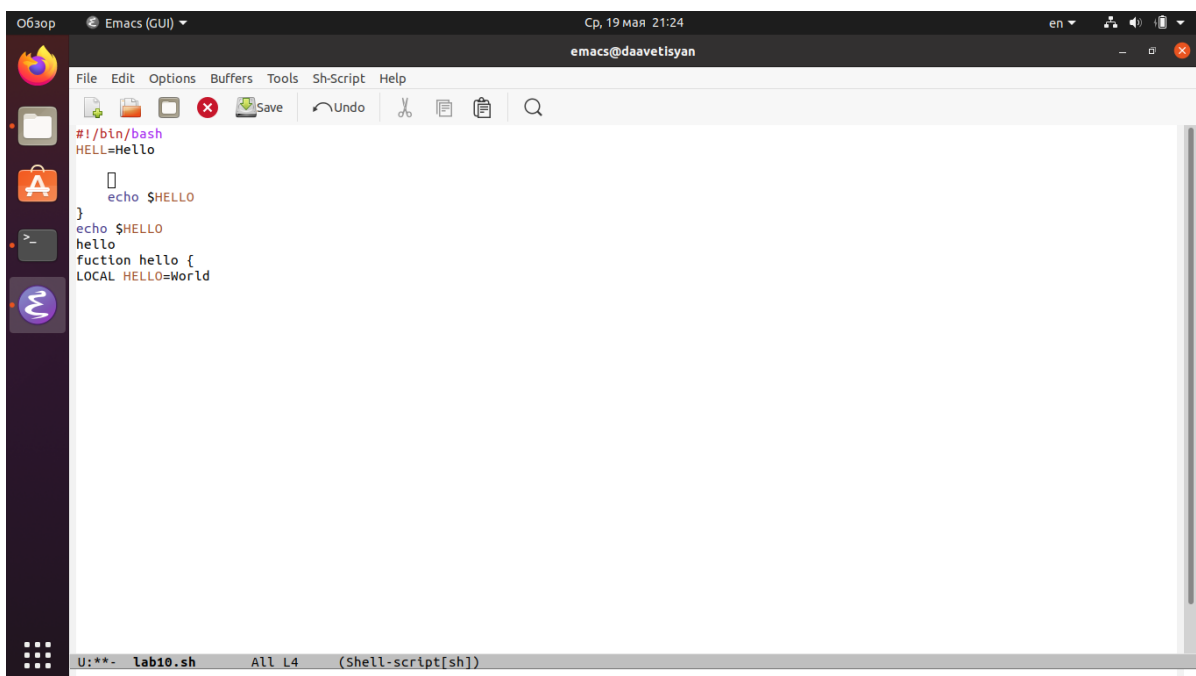 Обзор Emacs (GUI) Ср, 19 мая 21:24 en
emacs@daavetisyan
File Edit Options Buffers Tools Sh-Script Help
Save Undo
#!/bin/bash
HELL=Hello
echo $HELLO
}
echo $HELLO
hello
fuction hello {
LOCAL HELLO=World
U:**- lab10.sh All L4 (Shell-script[sh])